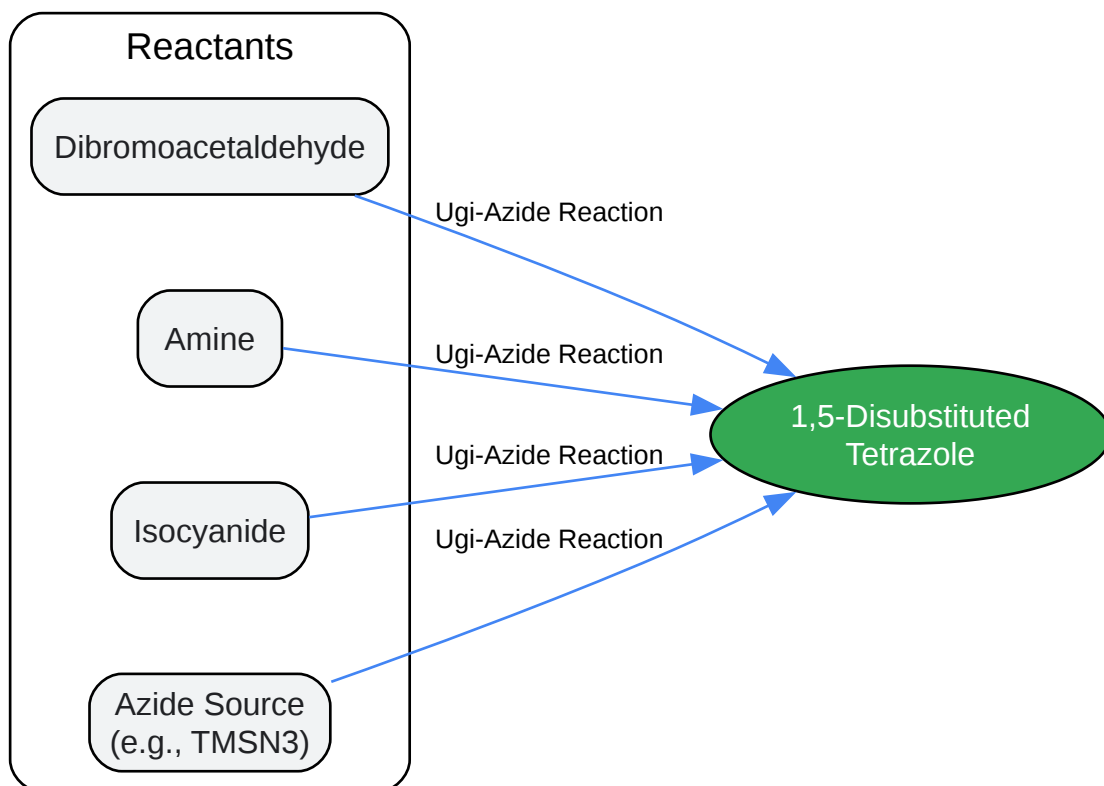 Reactants
Dibromoacetaldehyde
Ugi-Azide Reaction
Amine
Ugi-Azide Reaction
1,5-Disubstituted
Tetrazole
Isocyanide
Ugi-Azide Reaction
Ugi-Azide Reaction
Azide Source
(e.g., TMSN3)